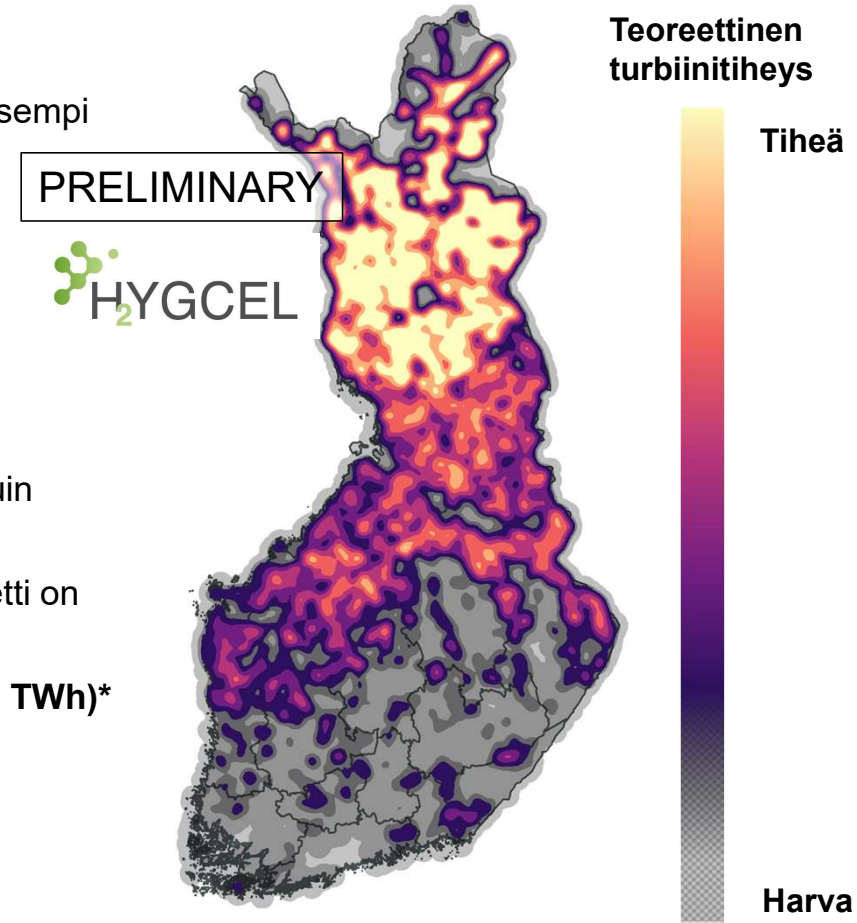 Teoreettinen
turbiinitiheys
Tiheä
sempi
PRELIMINARY
H2YGCEL
uin
etti on
TWh)*
Harva